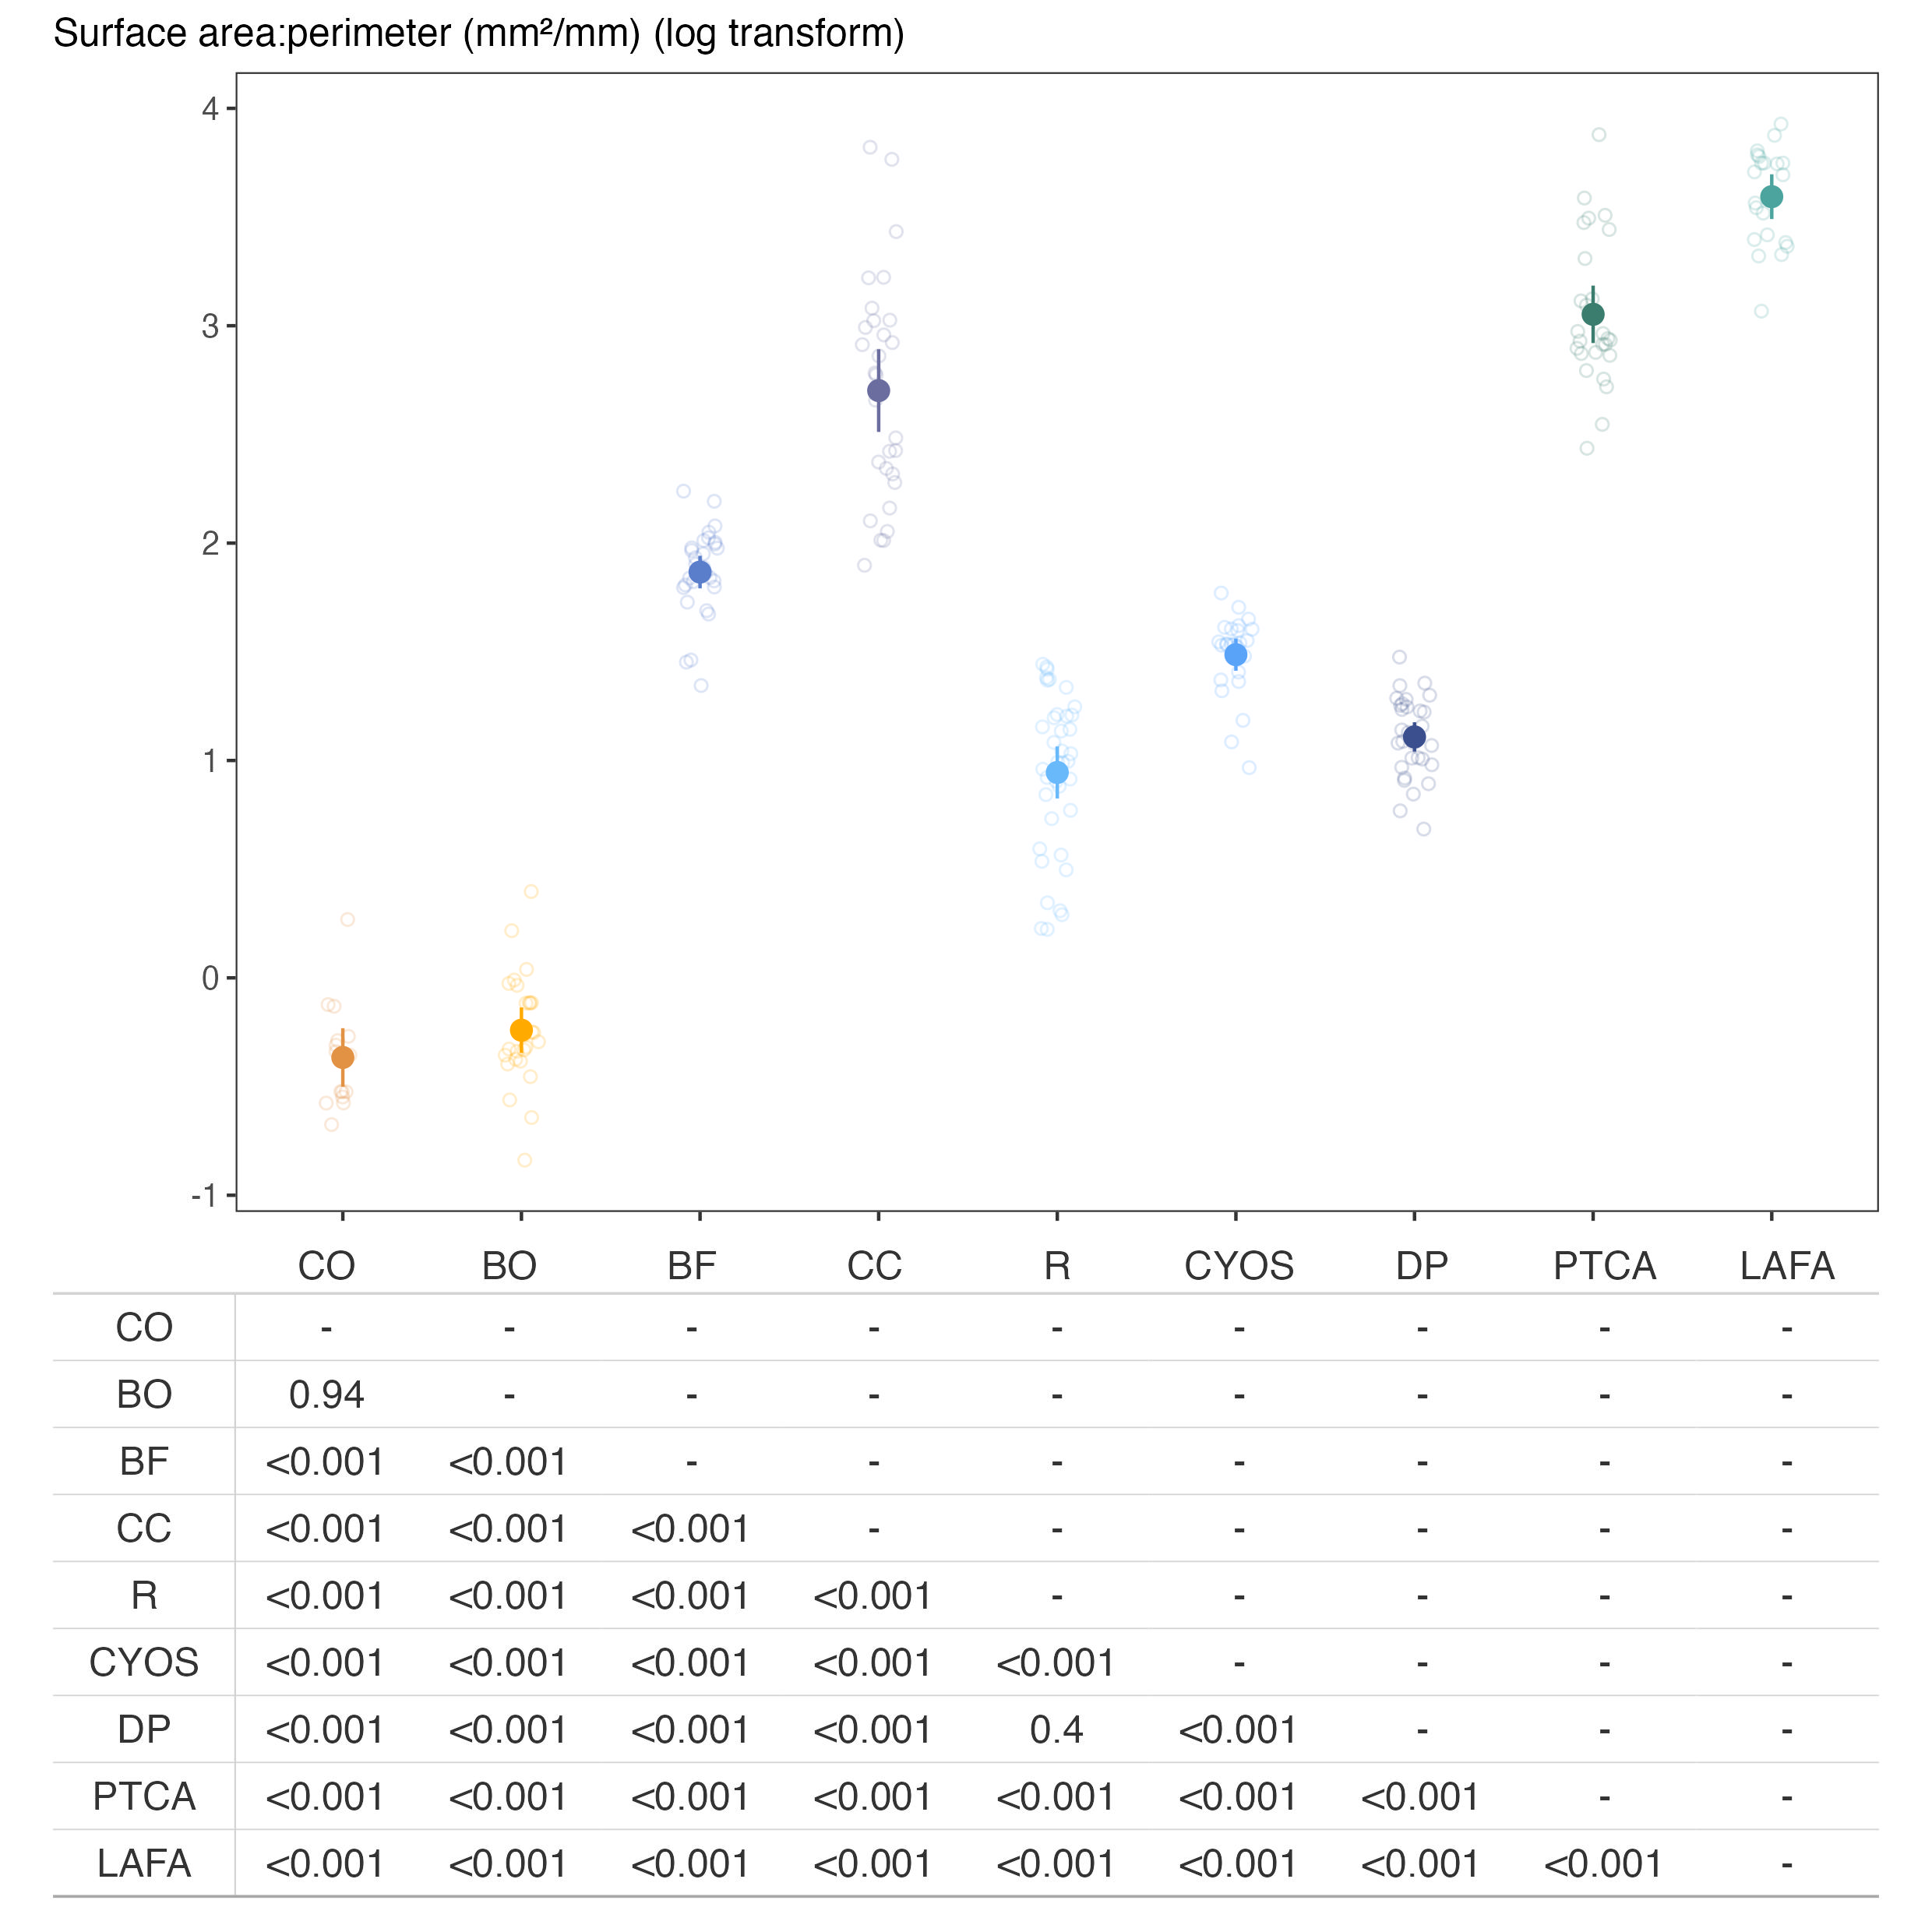 Surface area:perimeter (mm²/mm) (log transform)
4
3
2
1
0
-1
CO BO BF CC R CYOS DP PTCA LAFA
CO - - - - - - - - -
BO 0.94 - - - - - - - -
BF <0.001 <0.001 - - - - - - -
CC <0.001 <0.001 <0.001 - - - - - -
R <0.001 <0.001 <0.001 <0.001 - - - - -
CYOS <0.001 <0.001 <0.001 <0.001 <0.001 - - - -
DP <0.001 <0.001 <0.001 <0.001 0.4 <0.001 - - -
PTCA <0.001 <0.001 <0.001 <0.001 <0.001 <0.001 <0.001 - -
LAFA <0.001 <0.001 <0.001 <0.001 <0.001 <0.001 <0.001 <0.001 -